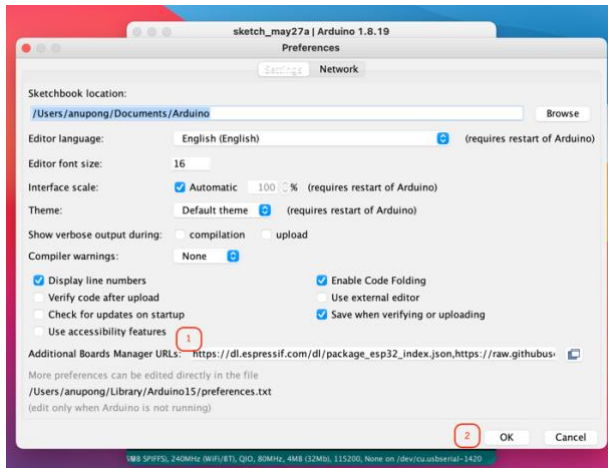 sketch_may27a | Arduino 1.8.19
Preferences
Settings Network
Sketchbook location:
/Users/anupong/Documents/Arduino Browse
Editor language: English (English) (requires restart of Arduino)
Editor font size: 16
Interface scale: Automatic 100 % (requires restart of Arduino)
Theme: Default theme (requires restart of Arduino)
Show verbose output during: compilation upload
Compiler warnings: None
Display line numbers Enable Code Folding
Verify code after upload Use external editor
Check for updates on startup Save when verifying or uploading
Use accessibility features 1
Additional Boards Manager URLs: https://dl.espressif.com/dl/package_esp32_index.json,https://raw.githubus
More preferences can be edited directly in the file
/Users/anupong/Library/Arduino15/preferences.txt
(edit only when Arduino is not running)
2 OK Cancel
SPIFFS), 240MHz (WiFi/BT), QIO, 80MHz, 4MB (32Mb), 115200, None on /dev/cu.usbserial-1420